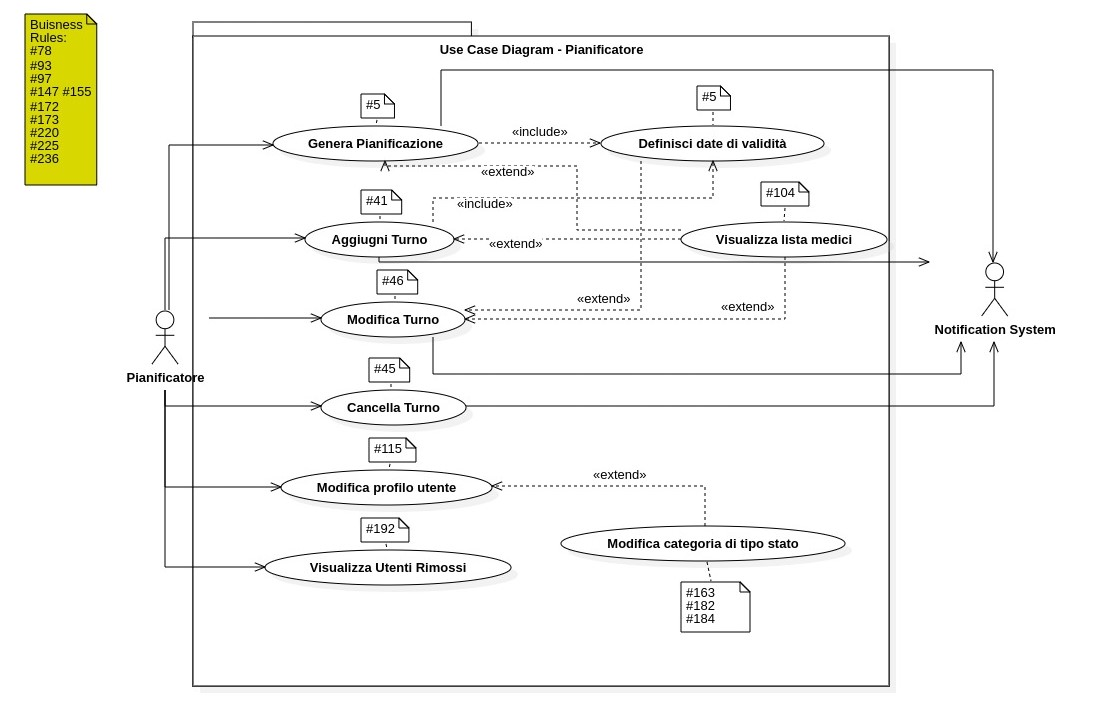 Buisness
Rules:
#78
#93
#97
#147 #155
#172
#173
#220
#225
#236
Use Case Diagram - Pianificatore
#5
#5
Genera Pianificazione
«include»
Definisci date di validità
«extend»
#41
«include»
#104
Aggiugni Turno
«extend»
Visualizza lista medici
#46
«extend»
«extend»
Modifica Turno
Notification System
Pianificatore
#45
Cancella Turno
#115
Modifica profilo utente
«extend»
#192
Visualizza Utenti Rimossi
Modifica categoria di tipo stato
#163
#182
#184